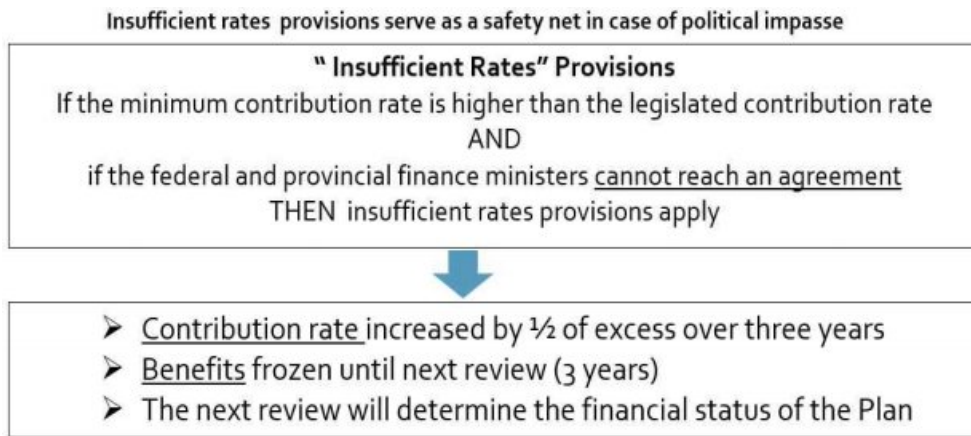 Insufficient rates provisions serve as a safety net in case of political impasse
“ Insufficient Rates” Provisions
If the minimum contribution rate is higher than the legislated contribution rate
AND
if the federal and provincial finance ministers cannot reach an agreement
THEN insufficient rates provisions apply
➢ Contribution rate increased by ½ of excess over three years
➢ Benefits frozen until next review (3 years)
➢ The next review will determine the financial status of the Plan